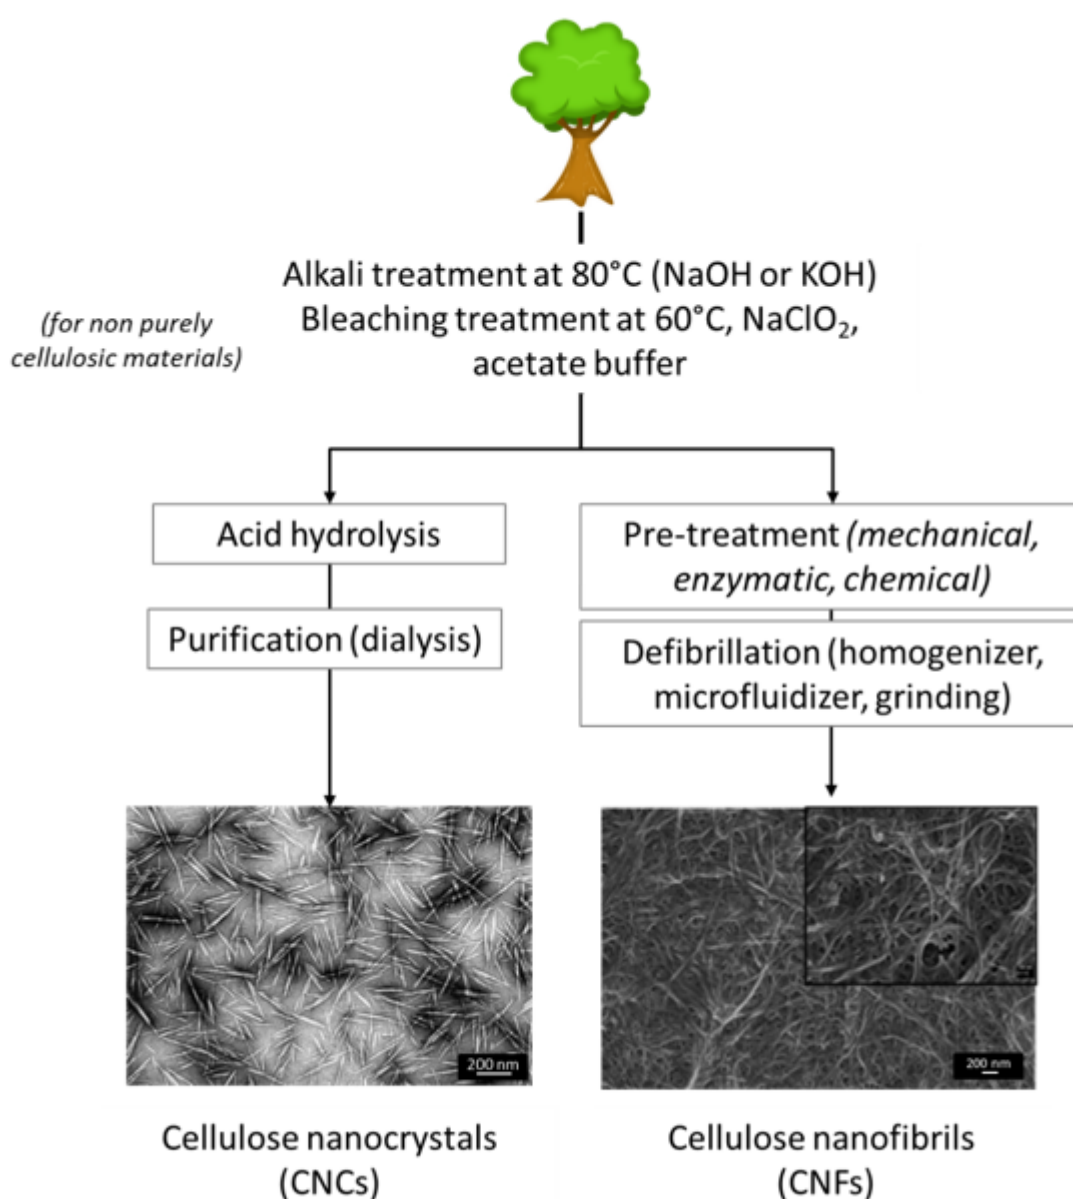 Alkali treatment at 80°C (NaOH or KOH)
(for non purely
cellulosic materials)
Bleaching treatment at 60°C, NaClO₂,
acetate buffer
Acid hydrolysis
Purification (dialysis)
Pre-treatment (mechanical,
enzymatic, chemical)
Defibrillation (homogenizer,
microfluidizer, grinding)
200 nm
200 nm
Cellulose nanocrystals
(CNCs)
Cellulose nanofibrils
(CNFs)